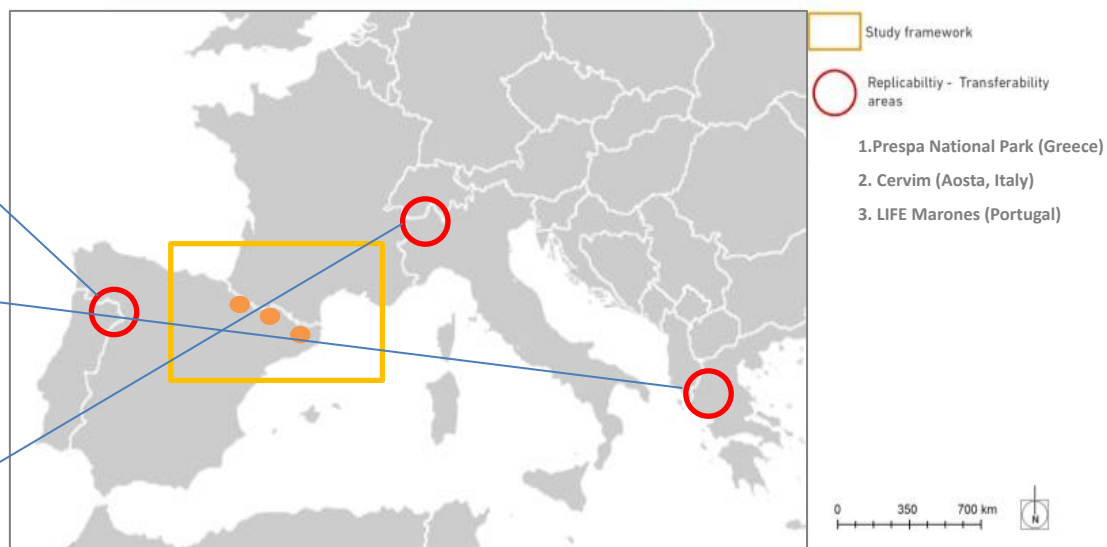 Study framework
Replicabiltiy - Transferability
areas
1.Prespa National Park (Greece)
2. Cervim (Aosta, Italy)
3. LIFE Marones (Portugal)
0 350 700 km
N